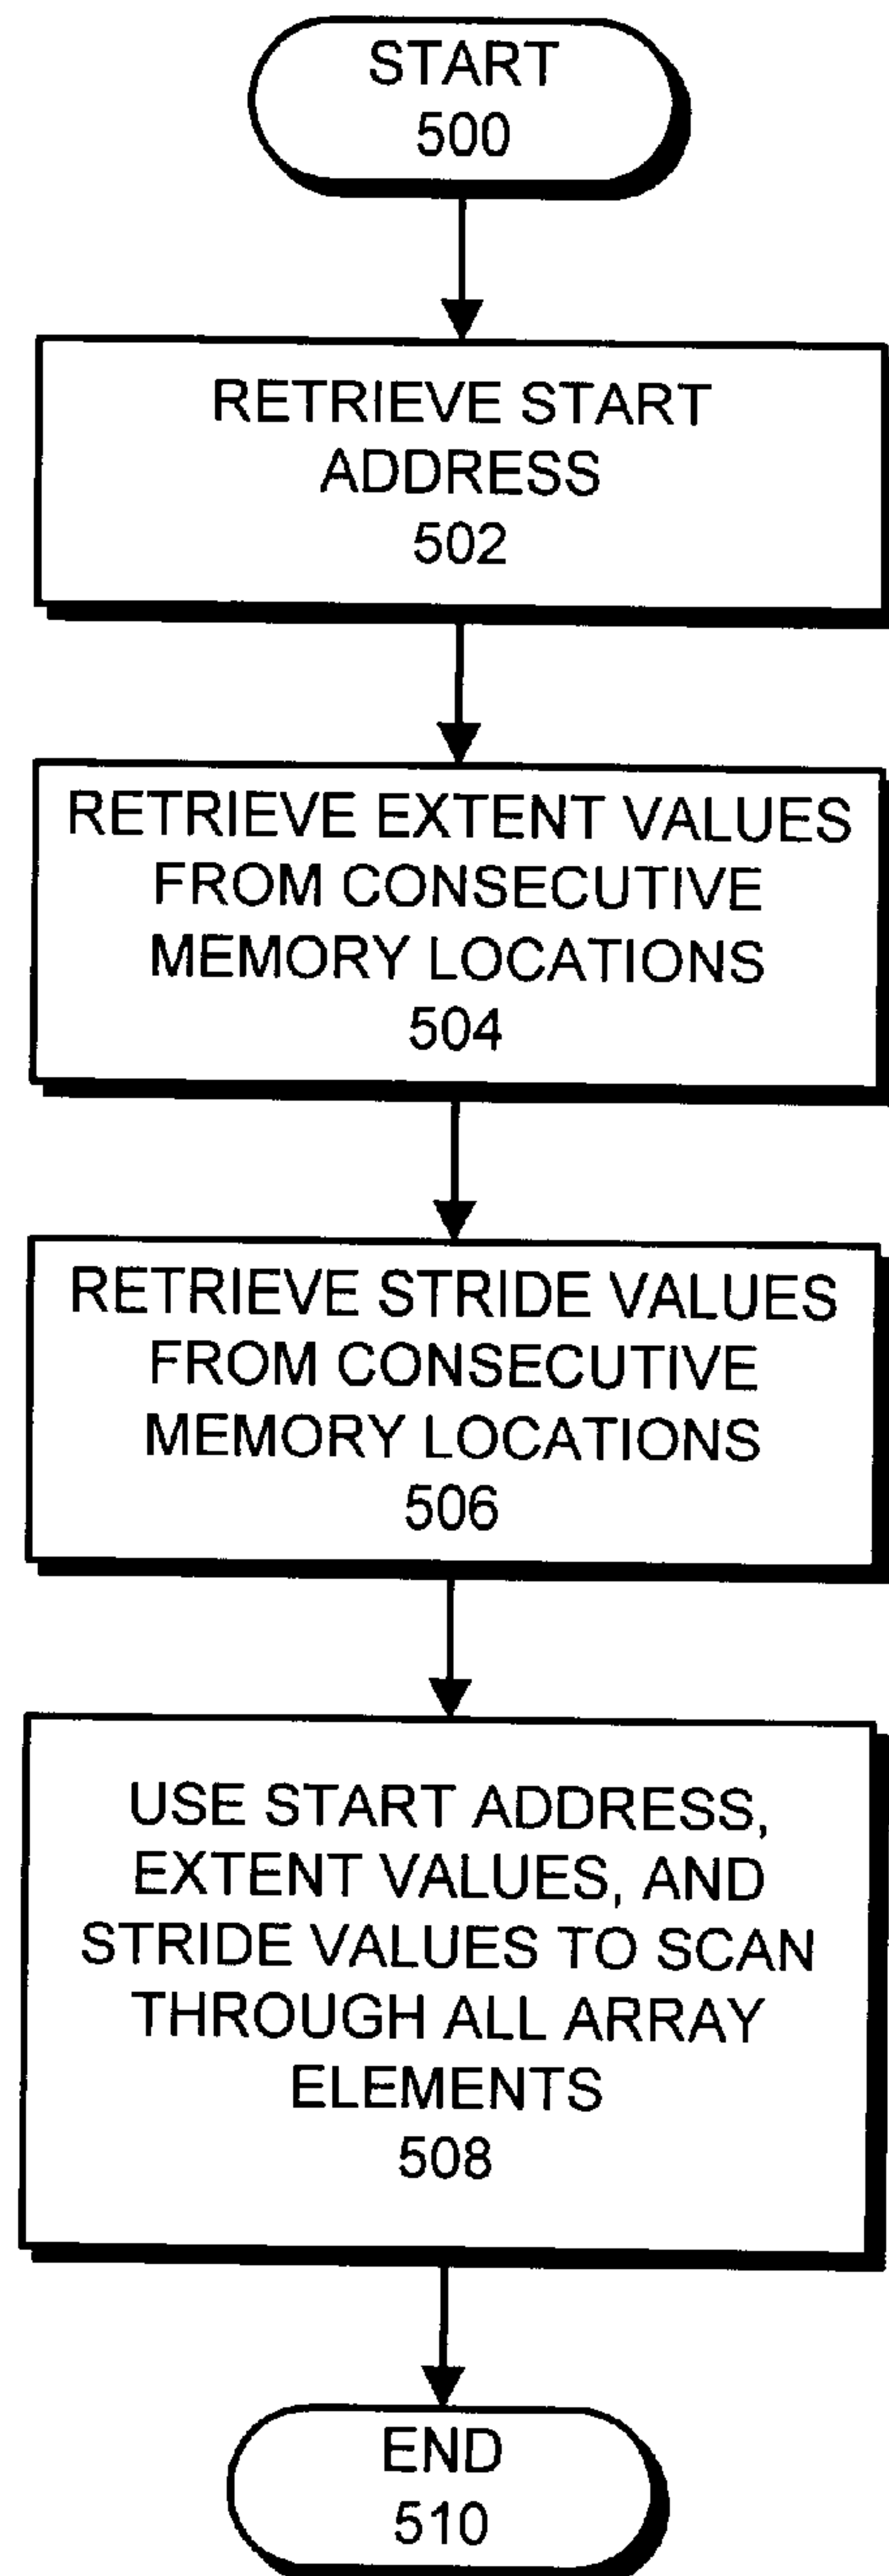 START
500
RETRIEVE START
ADDRESS
502
RETRIEVE EXTENT VALUES
FROM CONSECUTIVE
MEMORY LOCATIONS
504
RETRIEVE STRIDE VALUES
FROM CONSECUTIVE
MEMORY LOCATIONS
506
USE START ADDRESS,
EXTENT VALUES, AND
STRIDE VALUES TO SCAN
THROUGH ALL ARRAY
ELEMENTS
508
END
510